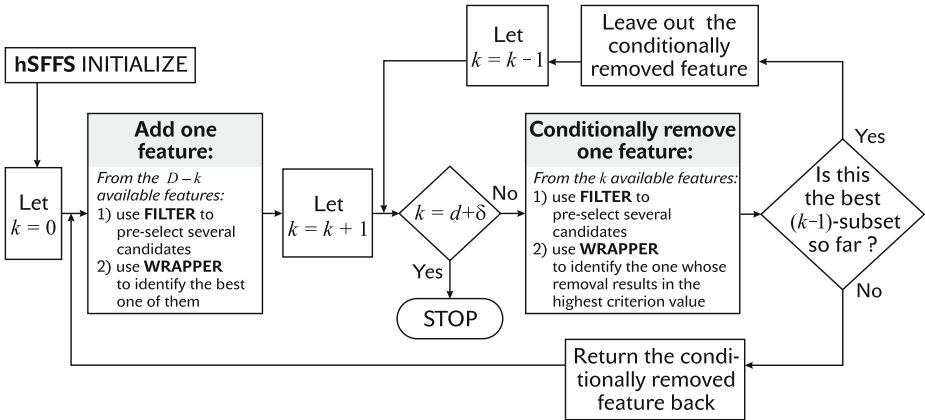 hSFFS INITIALIZE
Let
k = 0
Add one
feature:
From the D – k
available features:
1) use FILTER to
pre-select several
candidates
2) use WRAPPER
to identify the best
one of them
Let
k = k + 1
k = d+δ
No
Yes
STOP
Conditionally remove
one feature:
From the k available features:
1) use FILTER to
pre-select several
candidates
2) use WRAPPER
to identify the one whose
removal results in the
highest criterion value
Is this
the best
(k–1)-subset
so far ?
Yes
No
Leave out the
conditionally
removed feature
Let
k = k – 1
Return the condi-
tionally removed
feature back